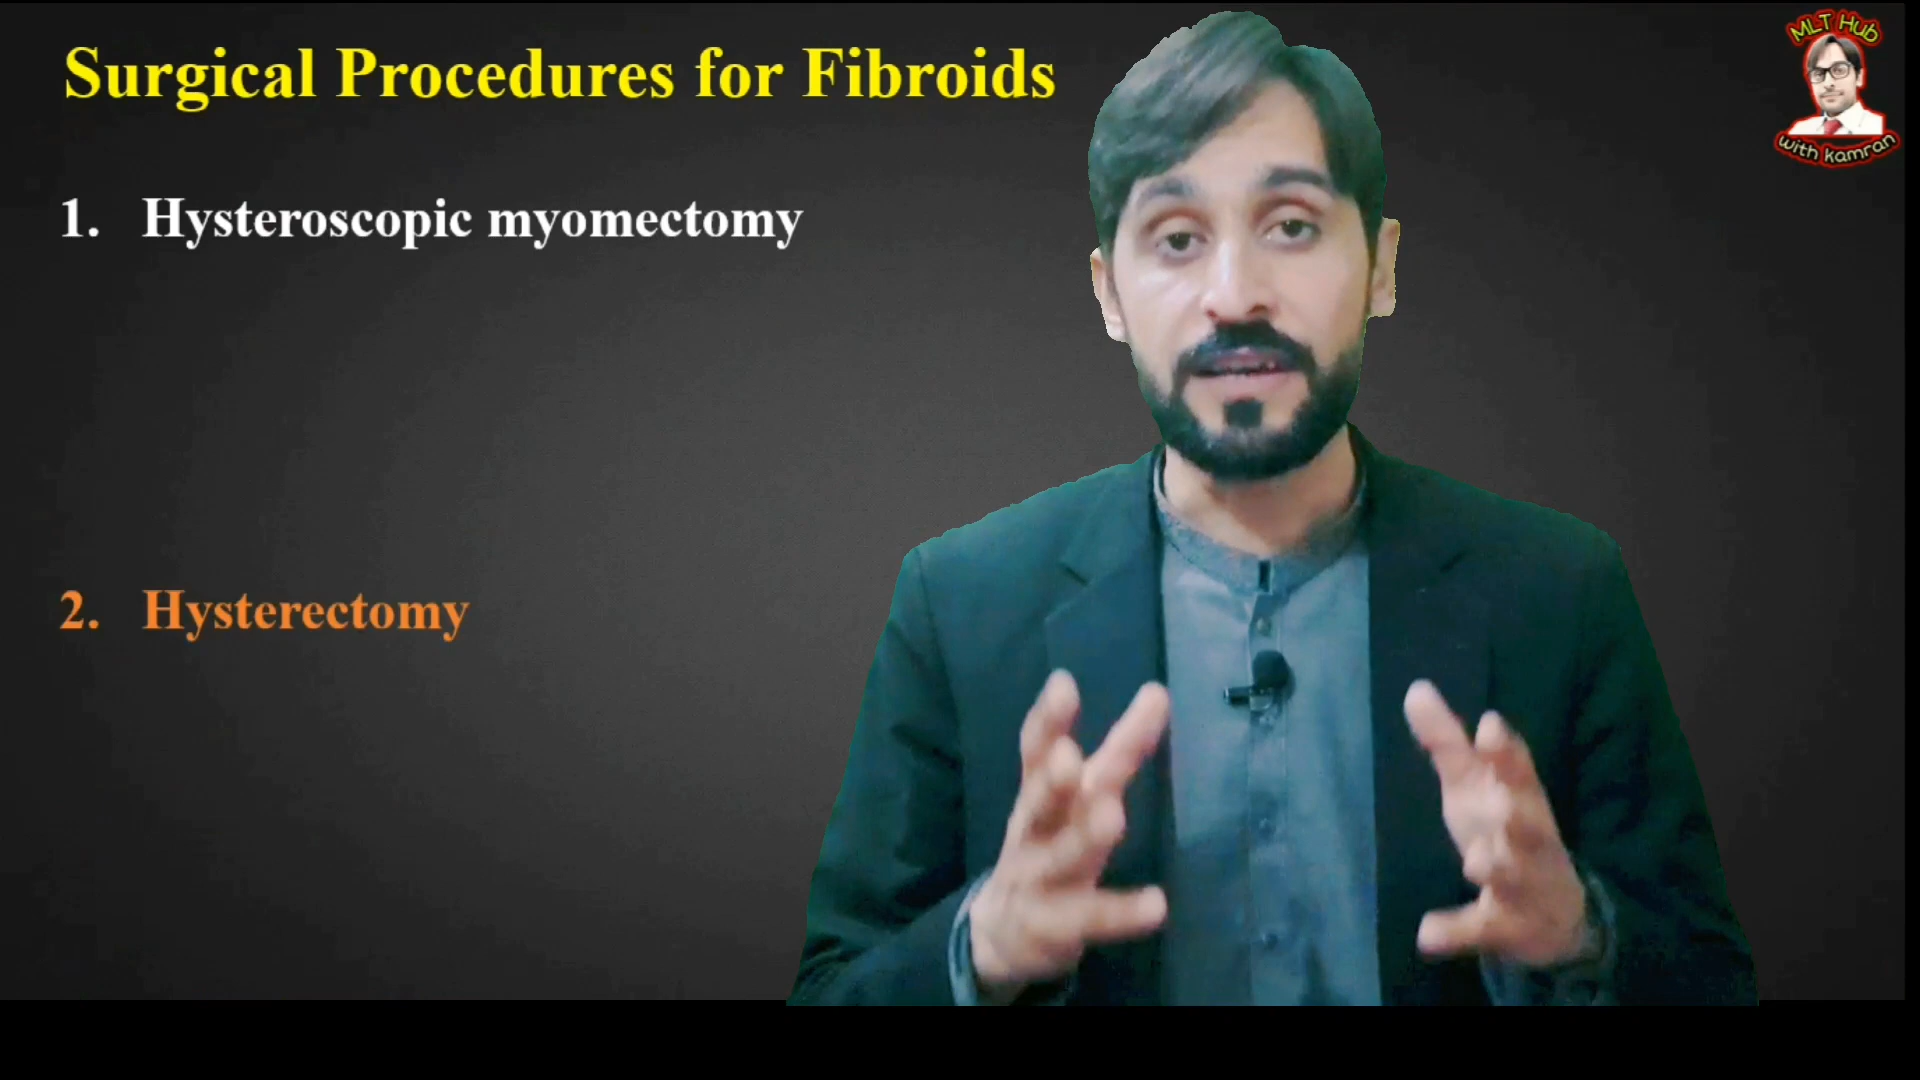 Surgical Procedures for Fibroids
MLT Hub
with kamran
1. Hysteroscopic myomectomy
2. Hysterectomy